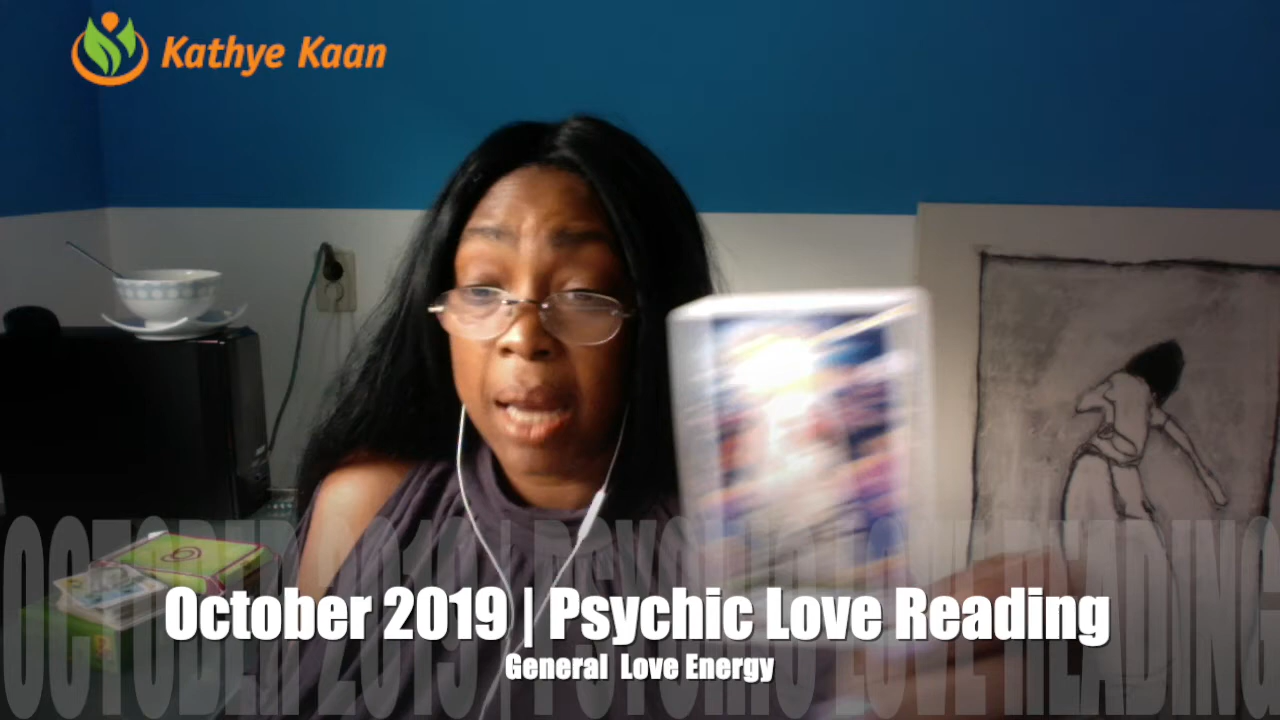 Kathye Kaan
OCTOBER 2019 | PSYCHIC LOVE READING
October 2019 | Psychic Love Reading
General Love Energy